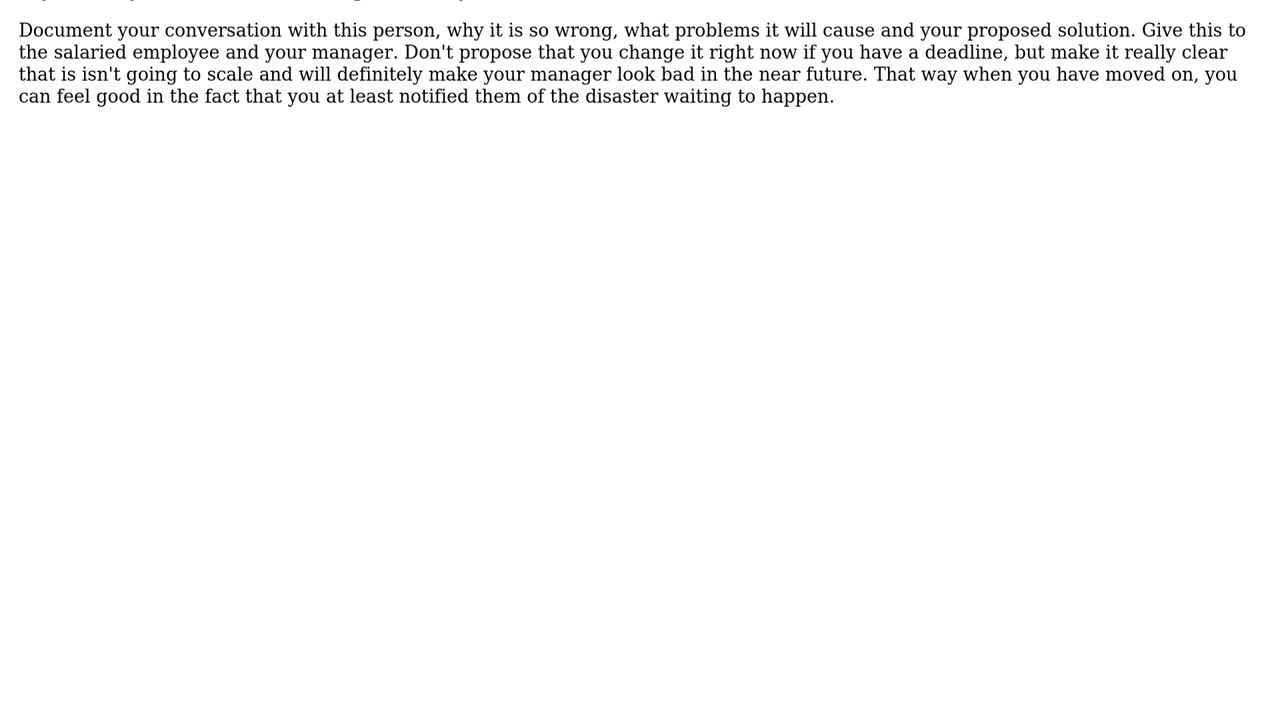 Document your conversation with this person, why it is so wrong, what problems it will cause and your proposed solution. Give this to
the salaried employee and your manager. Don't propose that you change it right now if you have a deadline, but make it really clear
that is isn't going to scale and will definitely make your manager look bad in the near future. That way when you have moved on, you
can feel good in the fact that you at least notified them of the disaster waiting to happen.